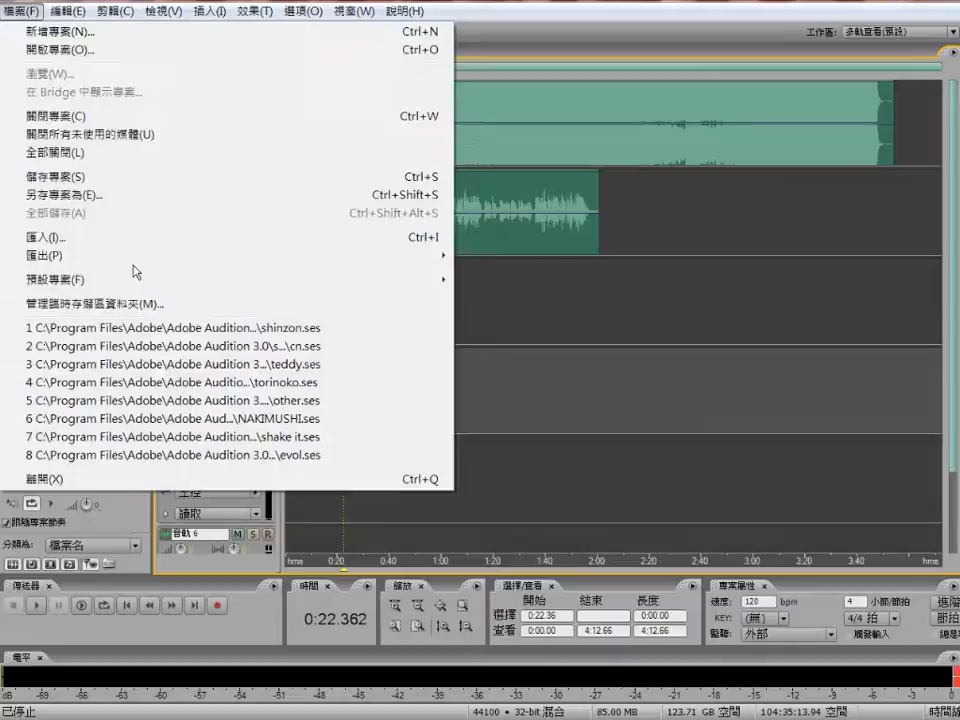 檔案(F) 編輯(E) 剪輯(C) 檢視(V) 插入(I) 效果(T) 選項(O) 視窗(W) 說明(H)
工作區: 多軌查看(預設)
新增專案(N)... Ctrl+N
開啟專案(O)... Ctrl+O
瀏覽(W)...
在 Bridge 中顯示專案...
關閉專案(C) Ctrl+W
關閉所有未使用的媒體(U)
全部關閉(L)
儲存專案(S) Ctrl+S
另存專案為(E)... Ctrl+Shift+S
全部儲存(A) Ctrl+Shift+Alt+S
匯入(I)... Ctrl+I
匯出(P)
預設專案(F)
管理臨時存儲區資料夾(M)...
1 C:\Program Files\Adobe\Adobe Audition...\shinzon.ses
2 C:\Program Files\Adobe\Adobe Audition 3.0\s...\cn.ses
3 C:\Program Files\Adobe\Adobe Audition 3...\teddy.ses
4 C:\Program Files\Adobe\Adobe Auditio...\torinoko.ses
5 C:\Program Files\Adobe\Adobe Audition 3....\other.ses
6 C:\Program Files\Adobe\Adobe Aud...\NAKIMUSHI.ses
7 C:\Program Files\Adobe\Adobe Audition...\shake it.ses
8 C:\Program Files\Adobe\Adobe Audition 3.0...\evol.ses
離開(X) Ctrl+Q
讀取
跟隨專案節奏
音軌 6 M S R
分類為: 檔案名
hms 0:20 0:40 1:00 1:20 1:40 2:00 2:20 2:40 3:00 3:20 3:40 hms
傳送器 × 時間 × 縮放 × 選擇/查看 × 專案屬性 ×
開始 結束 長度
選擇 0:22.36 0:00.00
查看 0:00.00 4:12.66 4:12.66
0:22.362
速度: 120 bpm 4 小節/節拍 進階
KEY: (無) 4/4 拍 節拍
監聽: 外部 觸發輸入
電平 ×
dB -69 -66 -63 -60 -57 -54 -51 -48 -45 -42 -39 -36 -33 -30 -27 -24 -21 -18 -15 -12 -9 -6 -3 0
已停止 44100 • 32-bit 混合 85.00 MB 123.71 GB 空間 104:35:13.94 空間